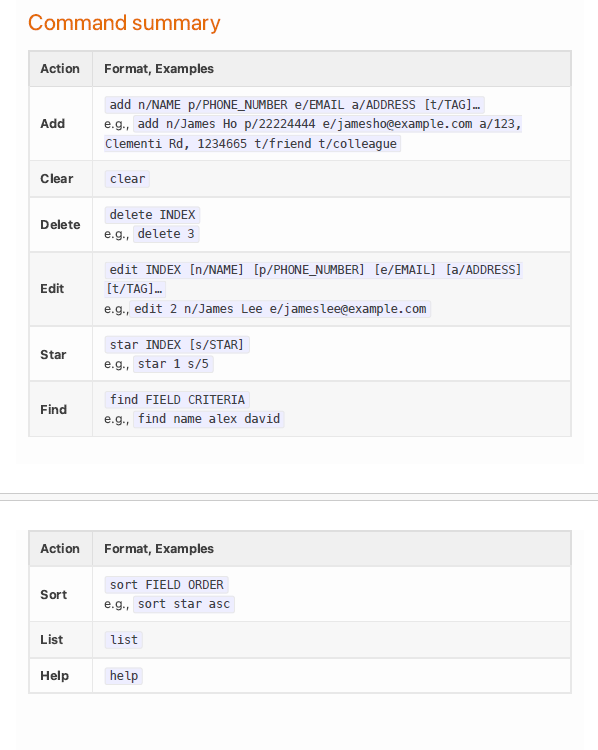 Command summary
Action Format, Examples
Add
add n/NAME p/PHONE_NUMBER e/EMAIL a/ADDRESS [t/TAG]…
e.g., add n/James Ho p/22224444 e/jamesho@example.com a/123,
Clementi Rd, 1234665 t/friend t/colleague
Clear clear
Delete
delete INDEX
e.g., delete 3
Edit
edit INDEX [n/NAME] [p/PHONE_NUMBER] [e/EMAIL] [a/ADDRESS]
[t/TAG]…
e.g., edit 2 n/James Lee e/jameslee@example.com
Star
star INDEX [s/STAR]
e.g., star 1 s/5
Find
find FIELD CRITERIA
e.g., find name alex david
Action Format, Examples
Sort
sort FIELD ORDER
e.g., sort star asc
List list
Help help